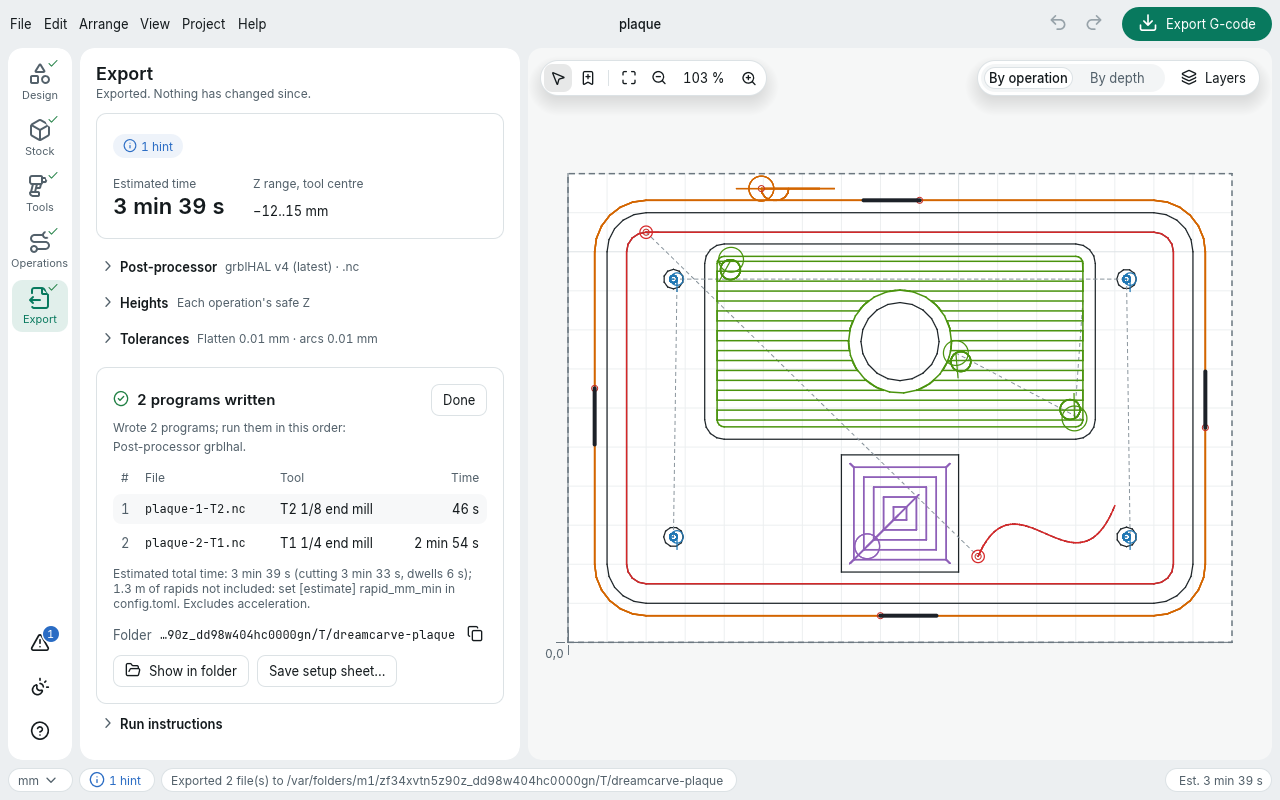 File Edit Arrange View Project Help
plaque
Export G-code
Design
Stock
Tools
Operations
Export
1
Export
Exported. Nothing has changed since.
1 hint
Estimated time
3 min 39 s
Z range, tool centre
−12..15 mm
Post-processor grblHAL v4 (latest) · .nc
Heights Each operation's safe Z
Tolerances Flatten 0.01 mm · arcs 0.01 mm
2 programs written
Done
Wrote 2 programs; run them in this order:
Post-processor grblhal.
# File Tool Time
1 plaque-1-T2.nc T2 1/8 end mill 46 s
2 plaque-2-T1.nc T1 1/4 end mill 2 min 54 s
Estimated total time: 3 min 39 s (cutting 3 min 33 s, dwells 6 s);
1.3 m of rapids not included: set [estimate] rapid_mm_min in
config.toml. Excludes acceleration.
Folder …90z_dd98w404hc0000gn/T/dreamcarve-plaque
Show in folder
Save setup sheet...
Run instructions
103 %
By operation By depth Layers
0,0
mm
1 hint
Exported 2 file(s) to /var/folders/m1/zf34xvtn5z90z_dd98w404hc0000gn/T/dreamcarve-plaque
Est. 3 min 39 s